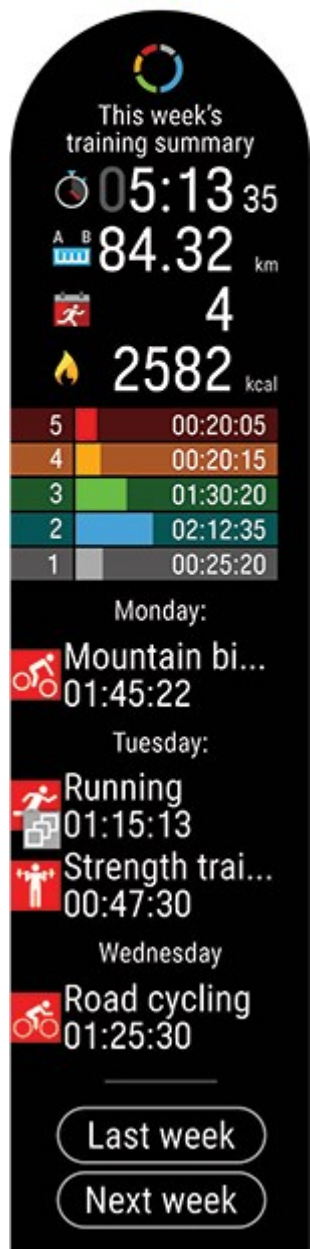 This week's
training summary
05:13 35
A B
84.32 km
4
2582 kcal
5 00:20:05
4 00:20:15
3 01:30:20
2 02:12:35
1 00:25:20
Monday:
Mountain bi...
01:45:22
Tuesday:
Running
01:15:13
Strength trai...
00:47:30
Wednesday
Road cycling
01:25:30
Last week
Next week